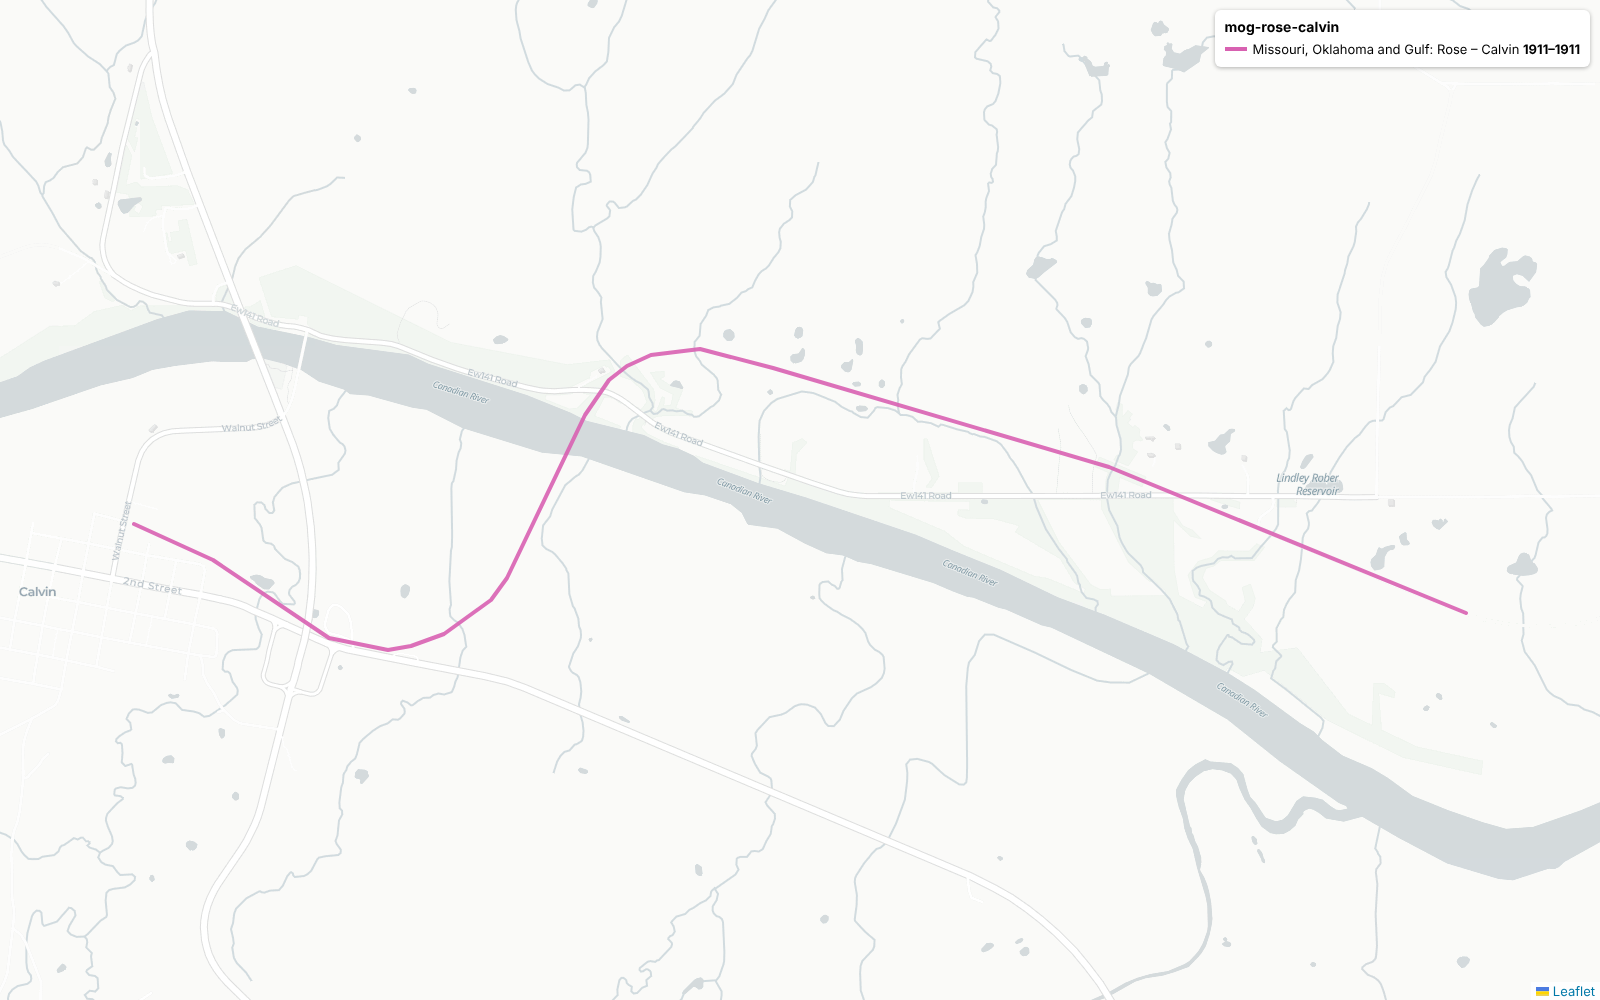 mog-rose-calvin
Missouri, Oklahoma and Gulf: Rose – Calvin 1911–1911
Ew141 Road
Ew141 Road
Canadian River
Walnut Street
Ew141 Road
Canadian River
Ew141 Road
Ew141 Road
Lindley Rober
Reservoir
Walnut Street
2nd Street
Calvin
Canadian River
Canadian River
Leaflet